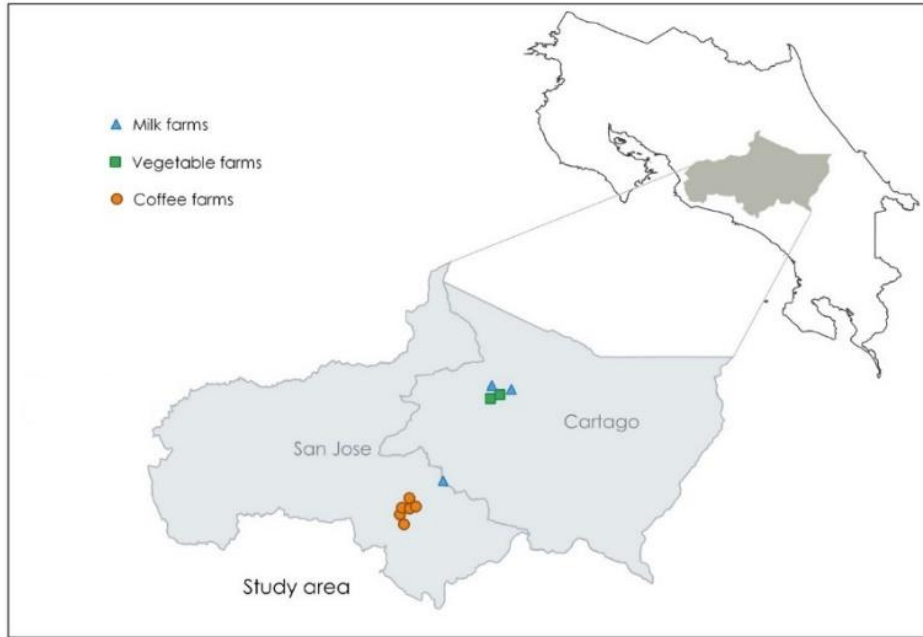 Milk farms
Vegetable farms
Coffee farms
Cartago
San Jose
Study area